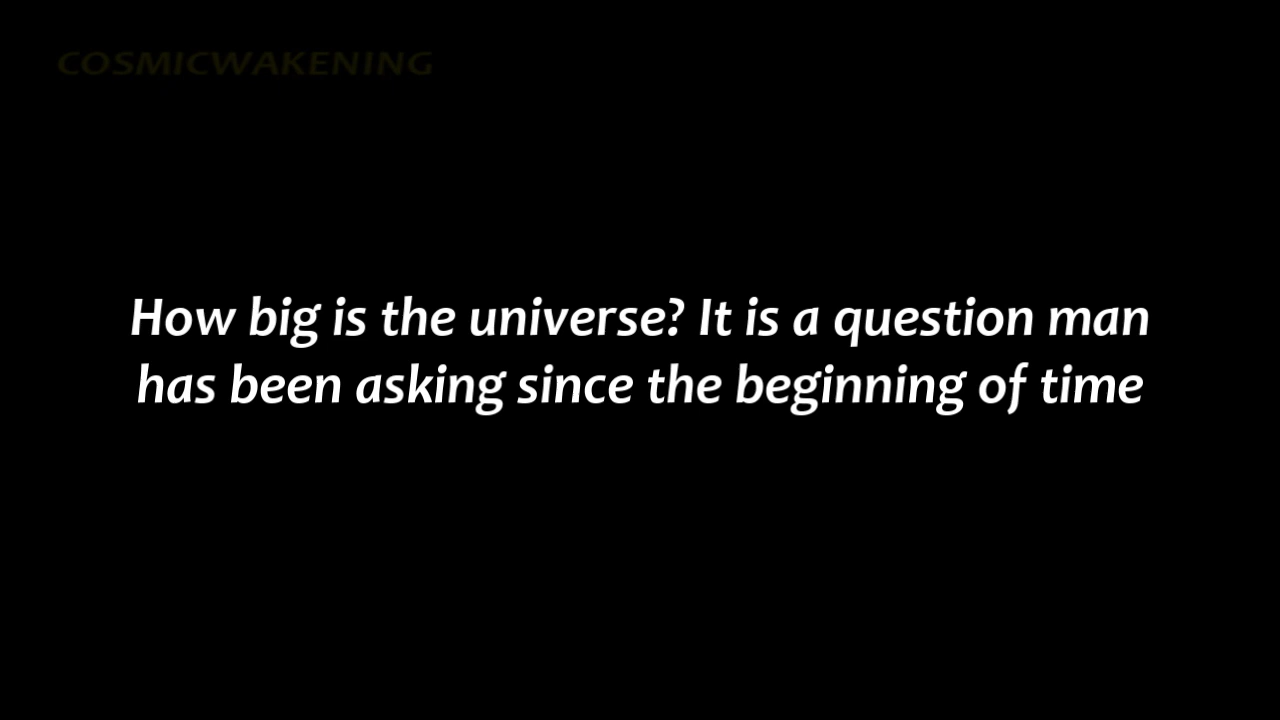 COSMICWAKENING
How big is the universe? It is a question man
has been asking since the beginning of time